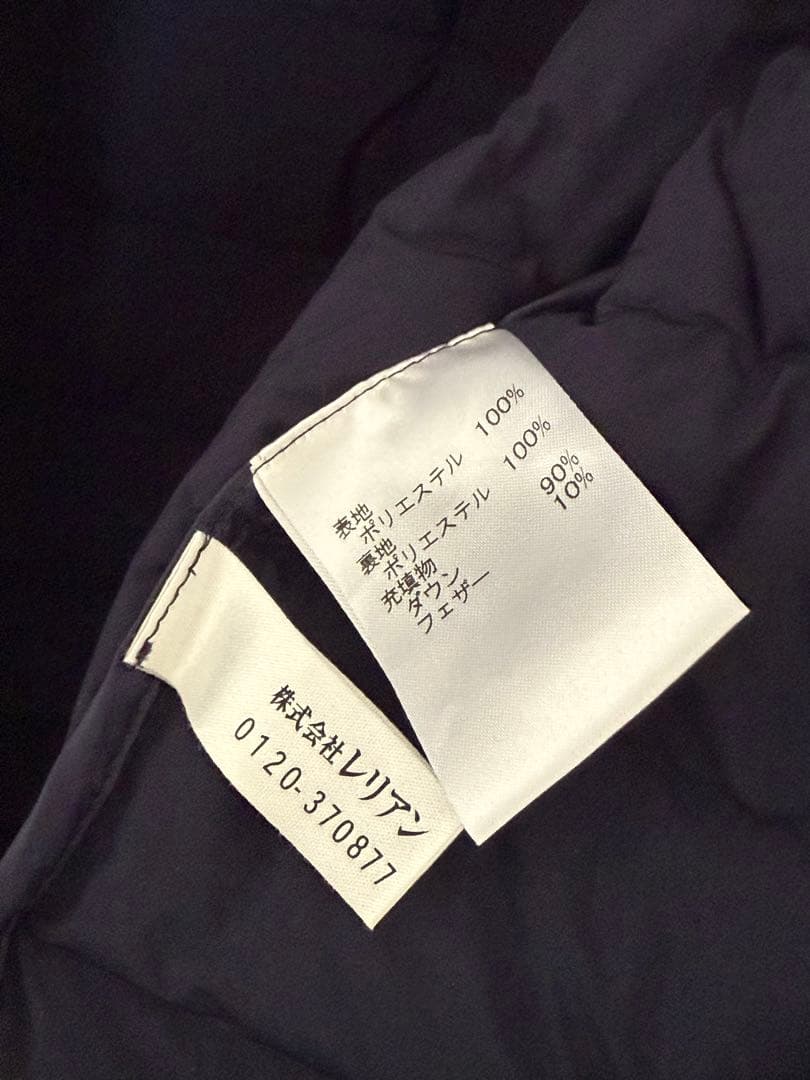 表地
ポリエステル 100%
裏地
ポリエステル 100%
充填物
ダウン 90%
フェザー 10%
株式会社レリアン
0120-370877